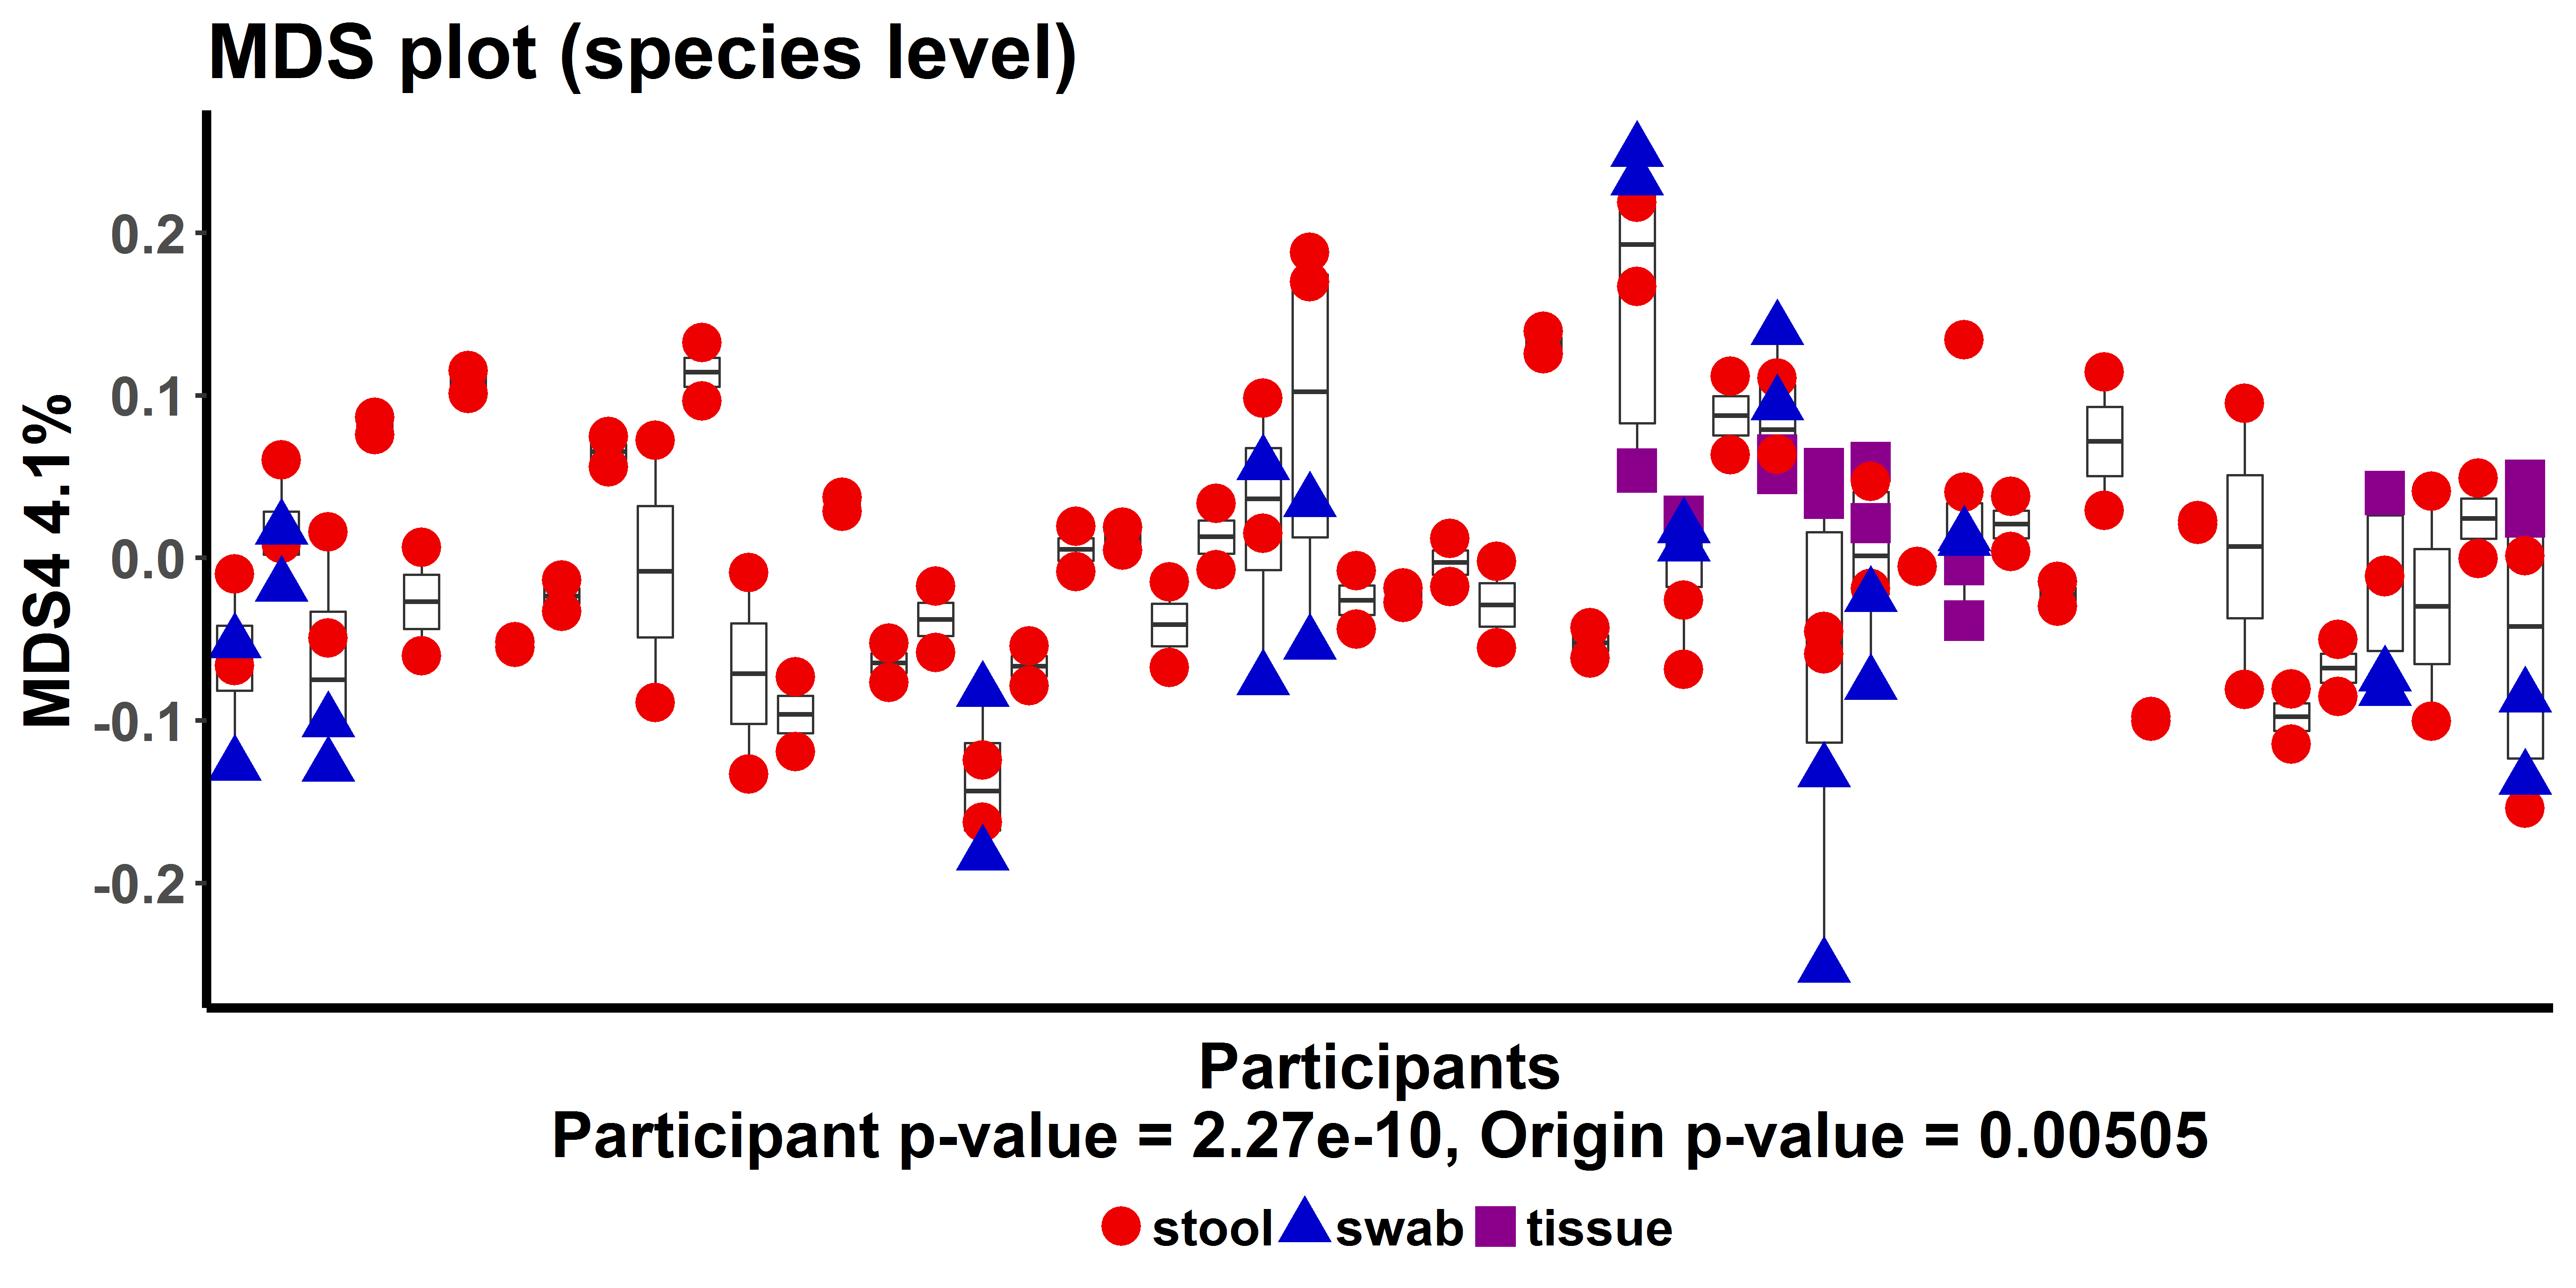 MDS plot (species level)
MDS4 4.1%
0.2
0.1
0.0
-0.1
-0.2
Participants
Participant p-value = 2.27e-10, Origin p-value = 0.00505
stool swab tissue